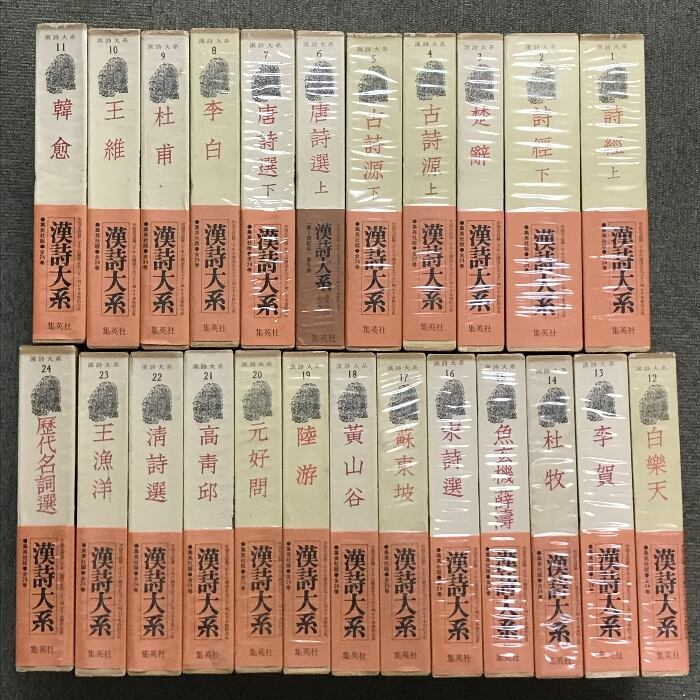 漢詩大系
11
韓愈
漢詩大系
集英社
漢詩大系
10
王維
漢詩大系
集英社
漢詩大系
9
杜甫
漢詩大系
集英社
漢詩大系
8
李白
漢詩大系
集英社
漢詩大系
7
唐詩選 下
漢詩大系
集英社
漢詩大系
6
唐詩選 上
漢詩大系
漢詩大系
5
古詩源 下
漢詩大系
集英社
漢詩大系
4
古詩源 上
漢詩大系
集英社
漢詩大系
3
楚辭
漢詩大系
集英社
漢詩大系
2
詩經 下
漢詩大系
集英社
漢詩大系
1
詩經 上
漢詩大系
集英社
漢詩大系
24
歷代名詞選
漢詩大系
集英社
漢詩大系
23
王漁洋
漢詩大系
集英社
漢詩大系
22
淸詩選
漢詩大系
集英社
漢詩大系
21
高靑邱
漢詩大系
集英社
漢詩大系
20
元好問
漢詩大系
集英社
漢詩大系
19
陸游
漢詩大系
集英社
漢詩大系
18
黃山谷
漢詩大系
集英社
漢詩大系
17
蘇東坡
漢詩大系
集英社
漢詩大系
16
宋詩選
漢詩大系
集英社
漢詩大系
15
魚玄機 薛濤
漢詩大系
集英社
漢詩大系
14
杜牧
漢詩大系
集英社
漢詩大系
13
李賀
漢詩大系
集英社
漢詩大系
12
白樂天
漢詩大系
集英社